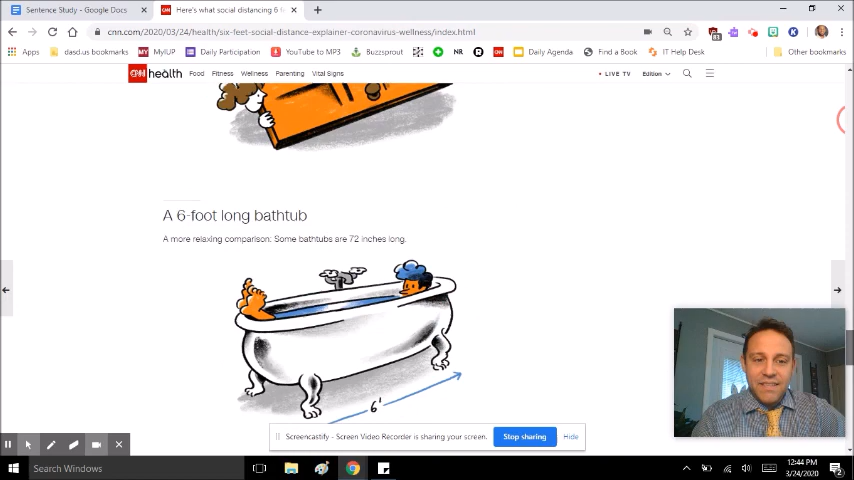 Sentence Study - Google Docs
Here's what social distancing 6 f
cnn.com/2020/03/24/health/six-feet-social-distance-explainer-coronavirus-wellness/index.html
Apps dasd.us bookmarks MyIUP Daily Participation YouTube to MP3 Buzzsprout NR Daily Agenda Find a Book IT Help Desk Other bookmarks
CNN health Food Fitness Wellness Parenting Vital Signs LIVE TV Edition
A 6-foot long bathtub
A more relaxing comparison: Some bathtubs are 72 inches long.
6'
Screencastify - Screen Video Recorder is sharing your screen. Stop sharing Hide
Search Windows
12:44 PM
3/24/2020
2